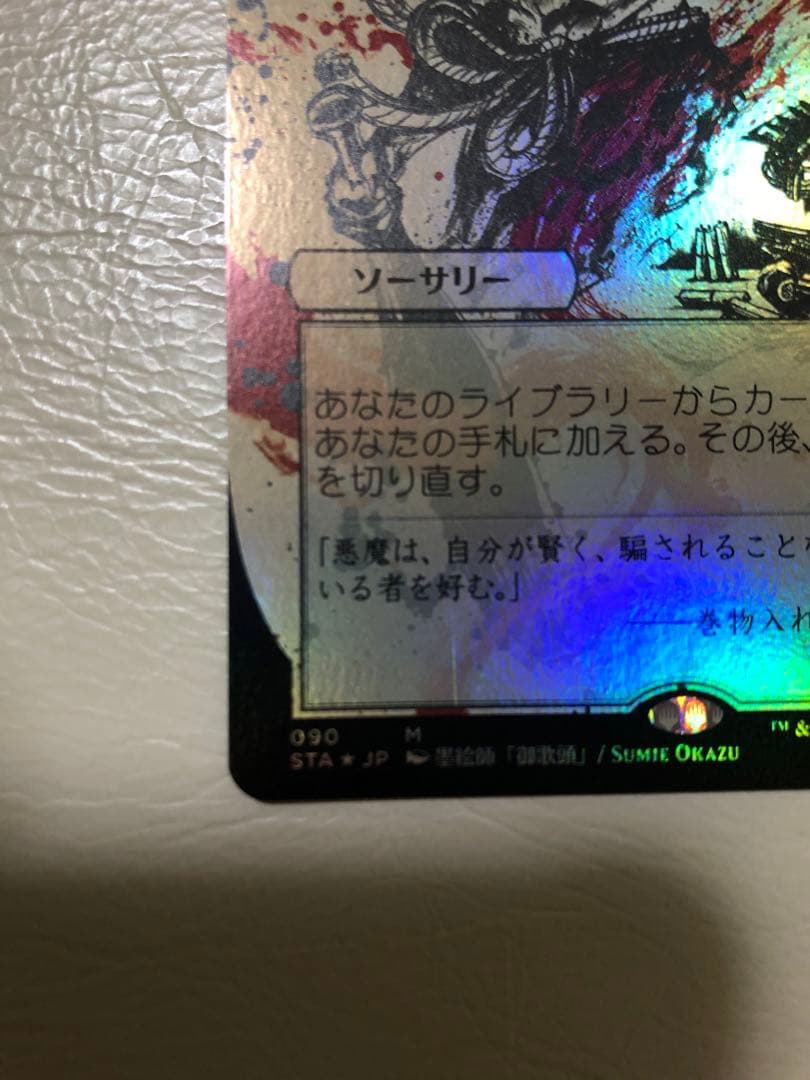 ソーサリー
あなたのライブラリーからカー
あなたの手札に加える。その後、
を切り直す。
「悪魔は、自分が賢く、騙されること
いる者を好む。」
――巻物入れ
090 M
STA★JP 墨絵師「御歌頭」/ SUMIE OKAZU
™ &